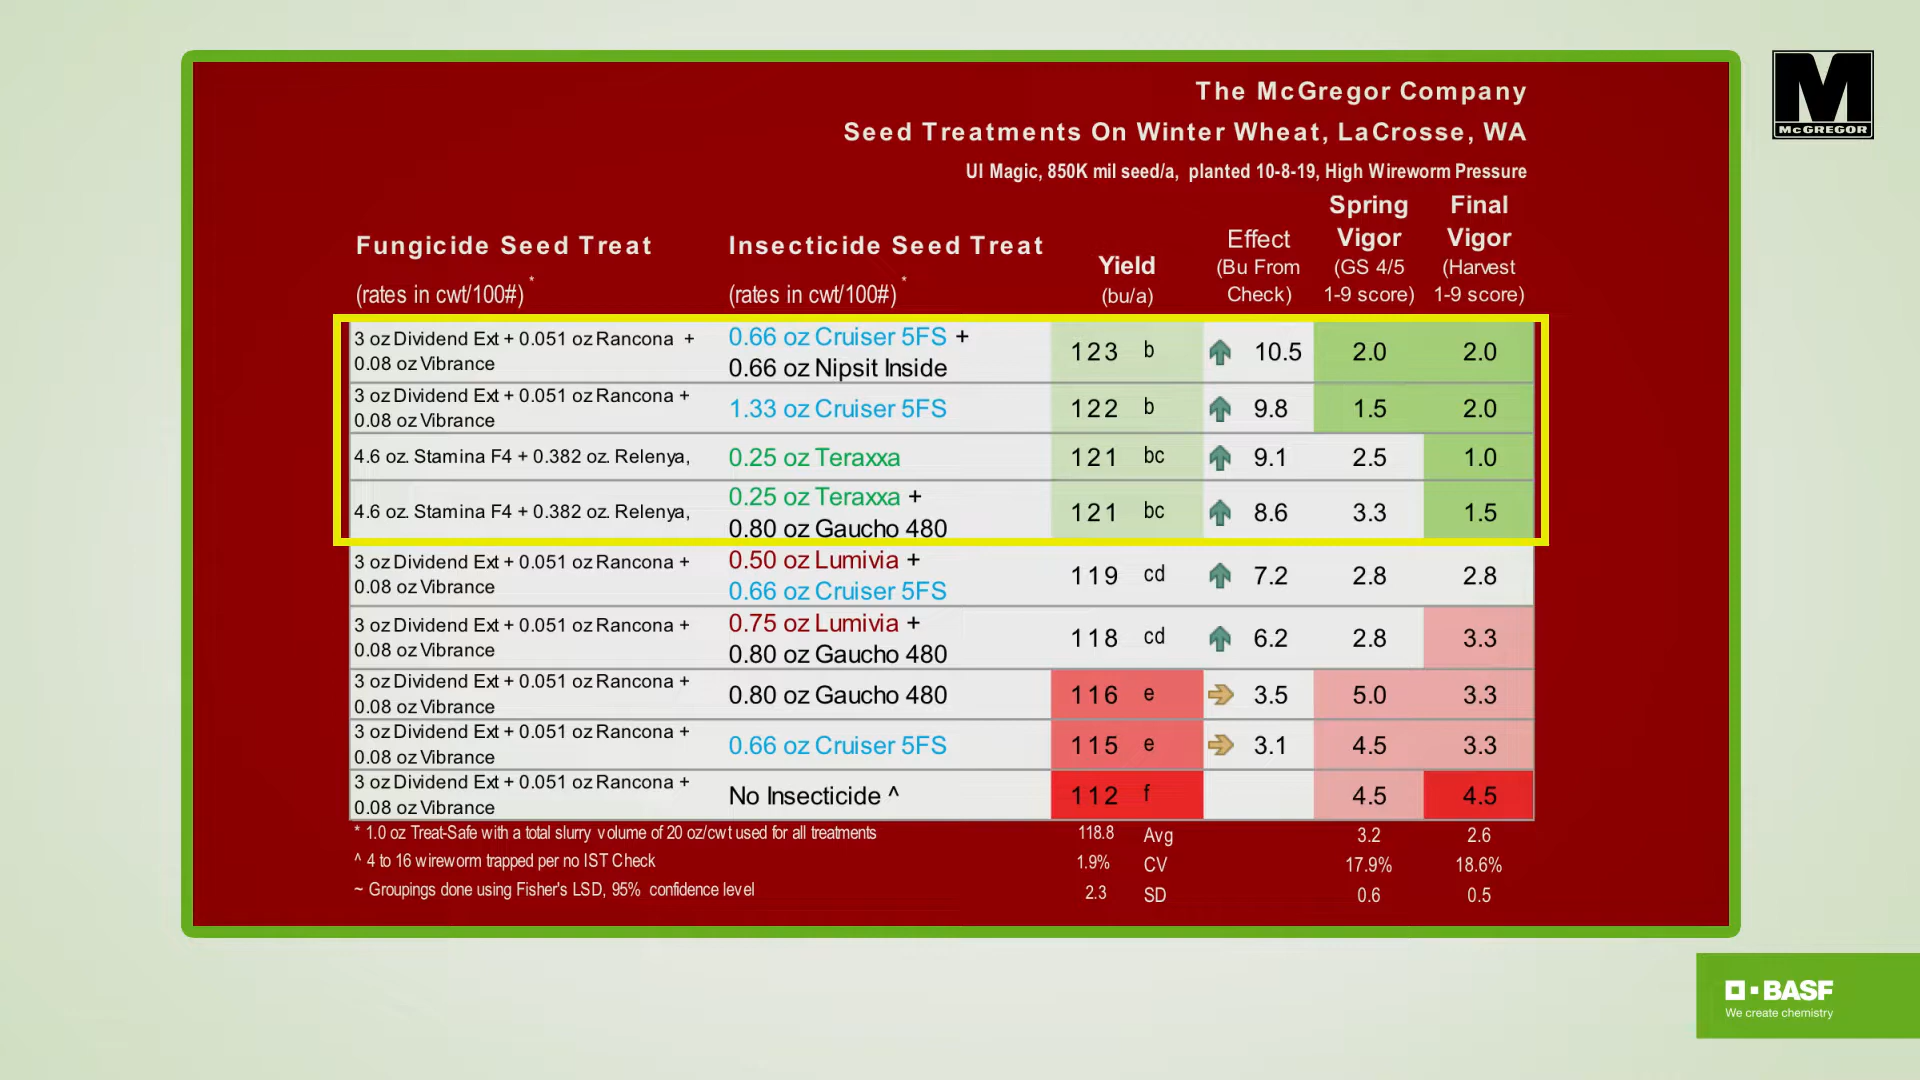 The McGregor Company
Seed Treatments On Winter Wheat, LaCrosse, WA
UI Magic, 850K mil seed/a, planted 10-8-19, High Wireworm Pressure
M
McGREGOR
Fungicide Seed Treat
(rates in cwt/100#) *
Insecticide Seed Treat
(rates in cwt/100#) *
Yield
(bu/a)
Effect
(Bu From
Check)
Spring
Vigor
(GS 4/5
1-9 score)
Final
Vigor
(Harvest
1-9 score)
3 oz Dividend Ext + 0.051 oz Rancona +
0.08 oz Vibrance
0.66 oz Cruiser 5FS +
0.66 oz Nipsit Inside
123 b 10.5 2.0 2.0
3 oz Dividend Ext + 0.051 oz Rancona +
0.08 oz Vibrance
1.33 oz Cruiser 5FS
122 b 9.8 1.5 2.0
4.6 oz. Stamina F4 + 0.382 oz. Relenya,
0.25 oz Teraxxa
121 bc 9.1 2.5 1.0
4.6 oz. Stamina F4 + 0.382 oz. Relenya,
0.25 oz Teraxxa +
0.80 oz Gaucho 480
121 bc 8.6 3.3 1.5
3 oz Dividend Ext + 0.051 oz Rancona +
0.08 oz Vibrance
0.50 oz Lumivia +
0.66 oz Cruiser 5FS
119 cd 7.2 2.8 2.8
3 oz Dividend Ext + 0.051 oz Rancona +
0.08 oz Vibrance
0.75 oz Lumivia +
0.80 oz Gaucho 480
118 cd 6.2 2.8 3.3
3 oz Dividend Ext + 0.051 oz Rancona +
0.08 oz Vibrance
0.80 oz Gaucho 480
116 e 3.5 5.0 3.3
3 oz Dividend Ext + 0.051 oz Rancona +
0.08 oz Vibrance
0.66 oz Cruiser 5FS
115 e 3.1 4.5 3.3
3 oz Dividend Ext + 0.051 oz Rancona +
0.08 oz Vibrance
No Insecticide ^
112 f 4.5 4.5
* 1.0 oz Treat-Safe with a total slurry volume of 20 oz/cwt used for all treatments
118.8 Avg 3.2 2.6
^ 4 to 16 wireworm trapped per no IST Check
1.9% CV 17.9% 18.6%
~ Groupings done using Fisher's LSD, 95% confidence level
2.3 SD 0.6 0.5
BASF
We create chemistry